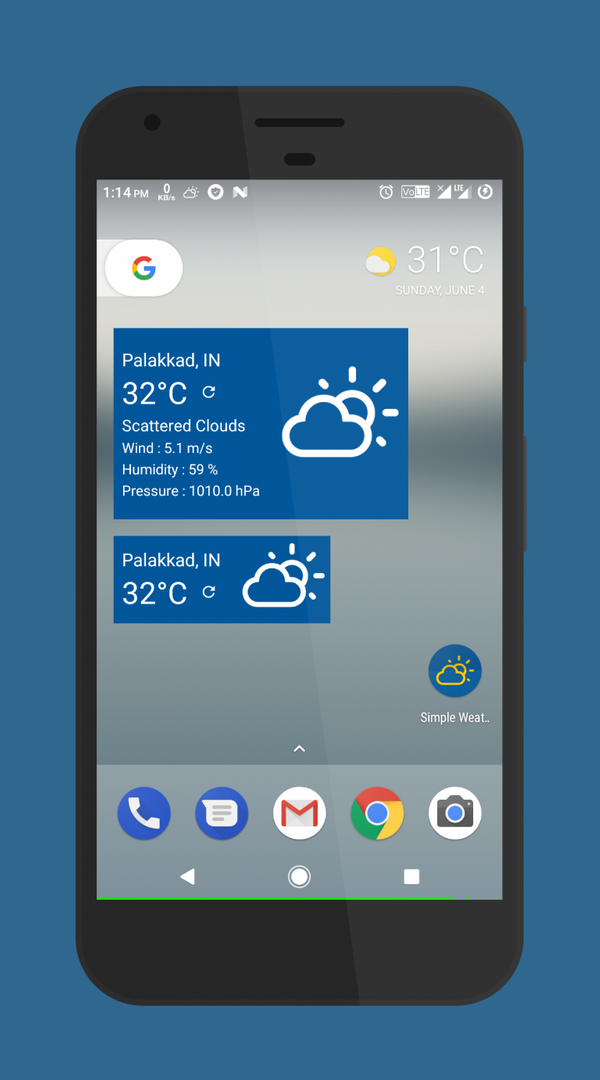 1:14 PM 0 KB/s VoLTE LTE
31°C
SUNDAY, JUNE 4
Palakkad, IN
32°C
Scattered Clouds
Wind : 5.1 m/s
Humidity : 59 %
Pressure : 1010.0 hPa
Palakkad, IN
32°C
Simple Weat..